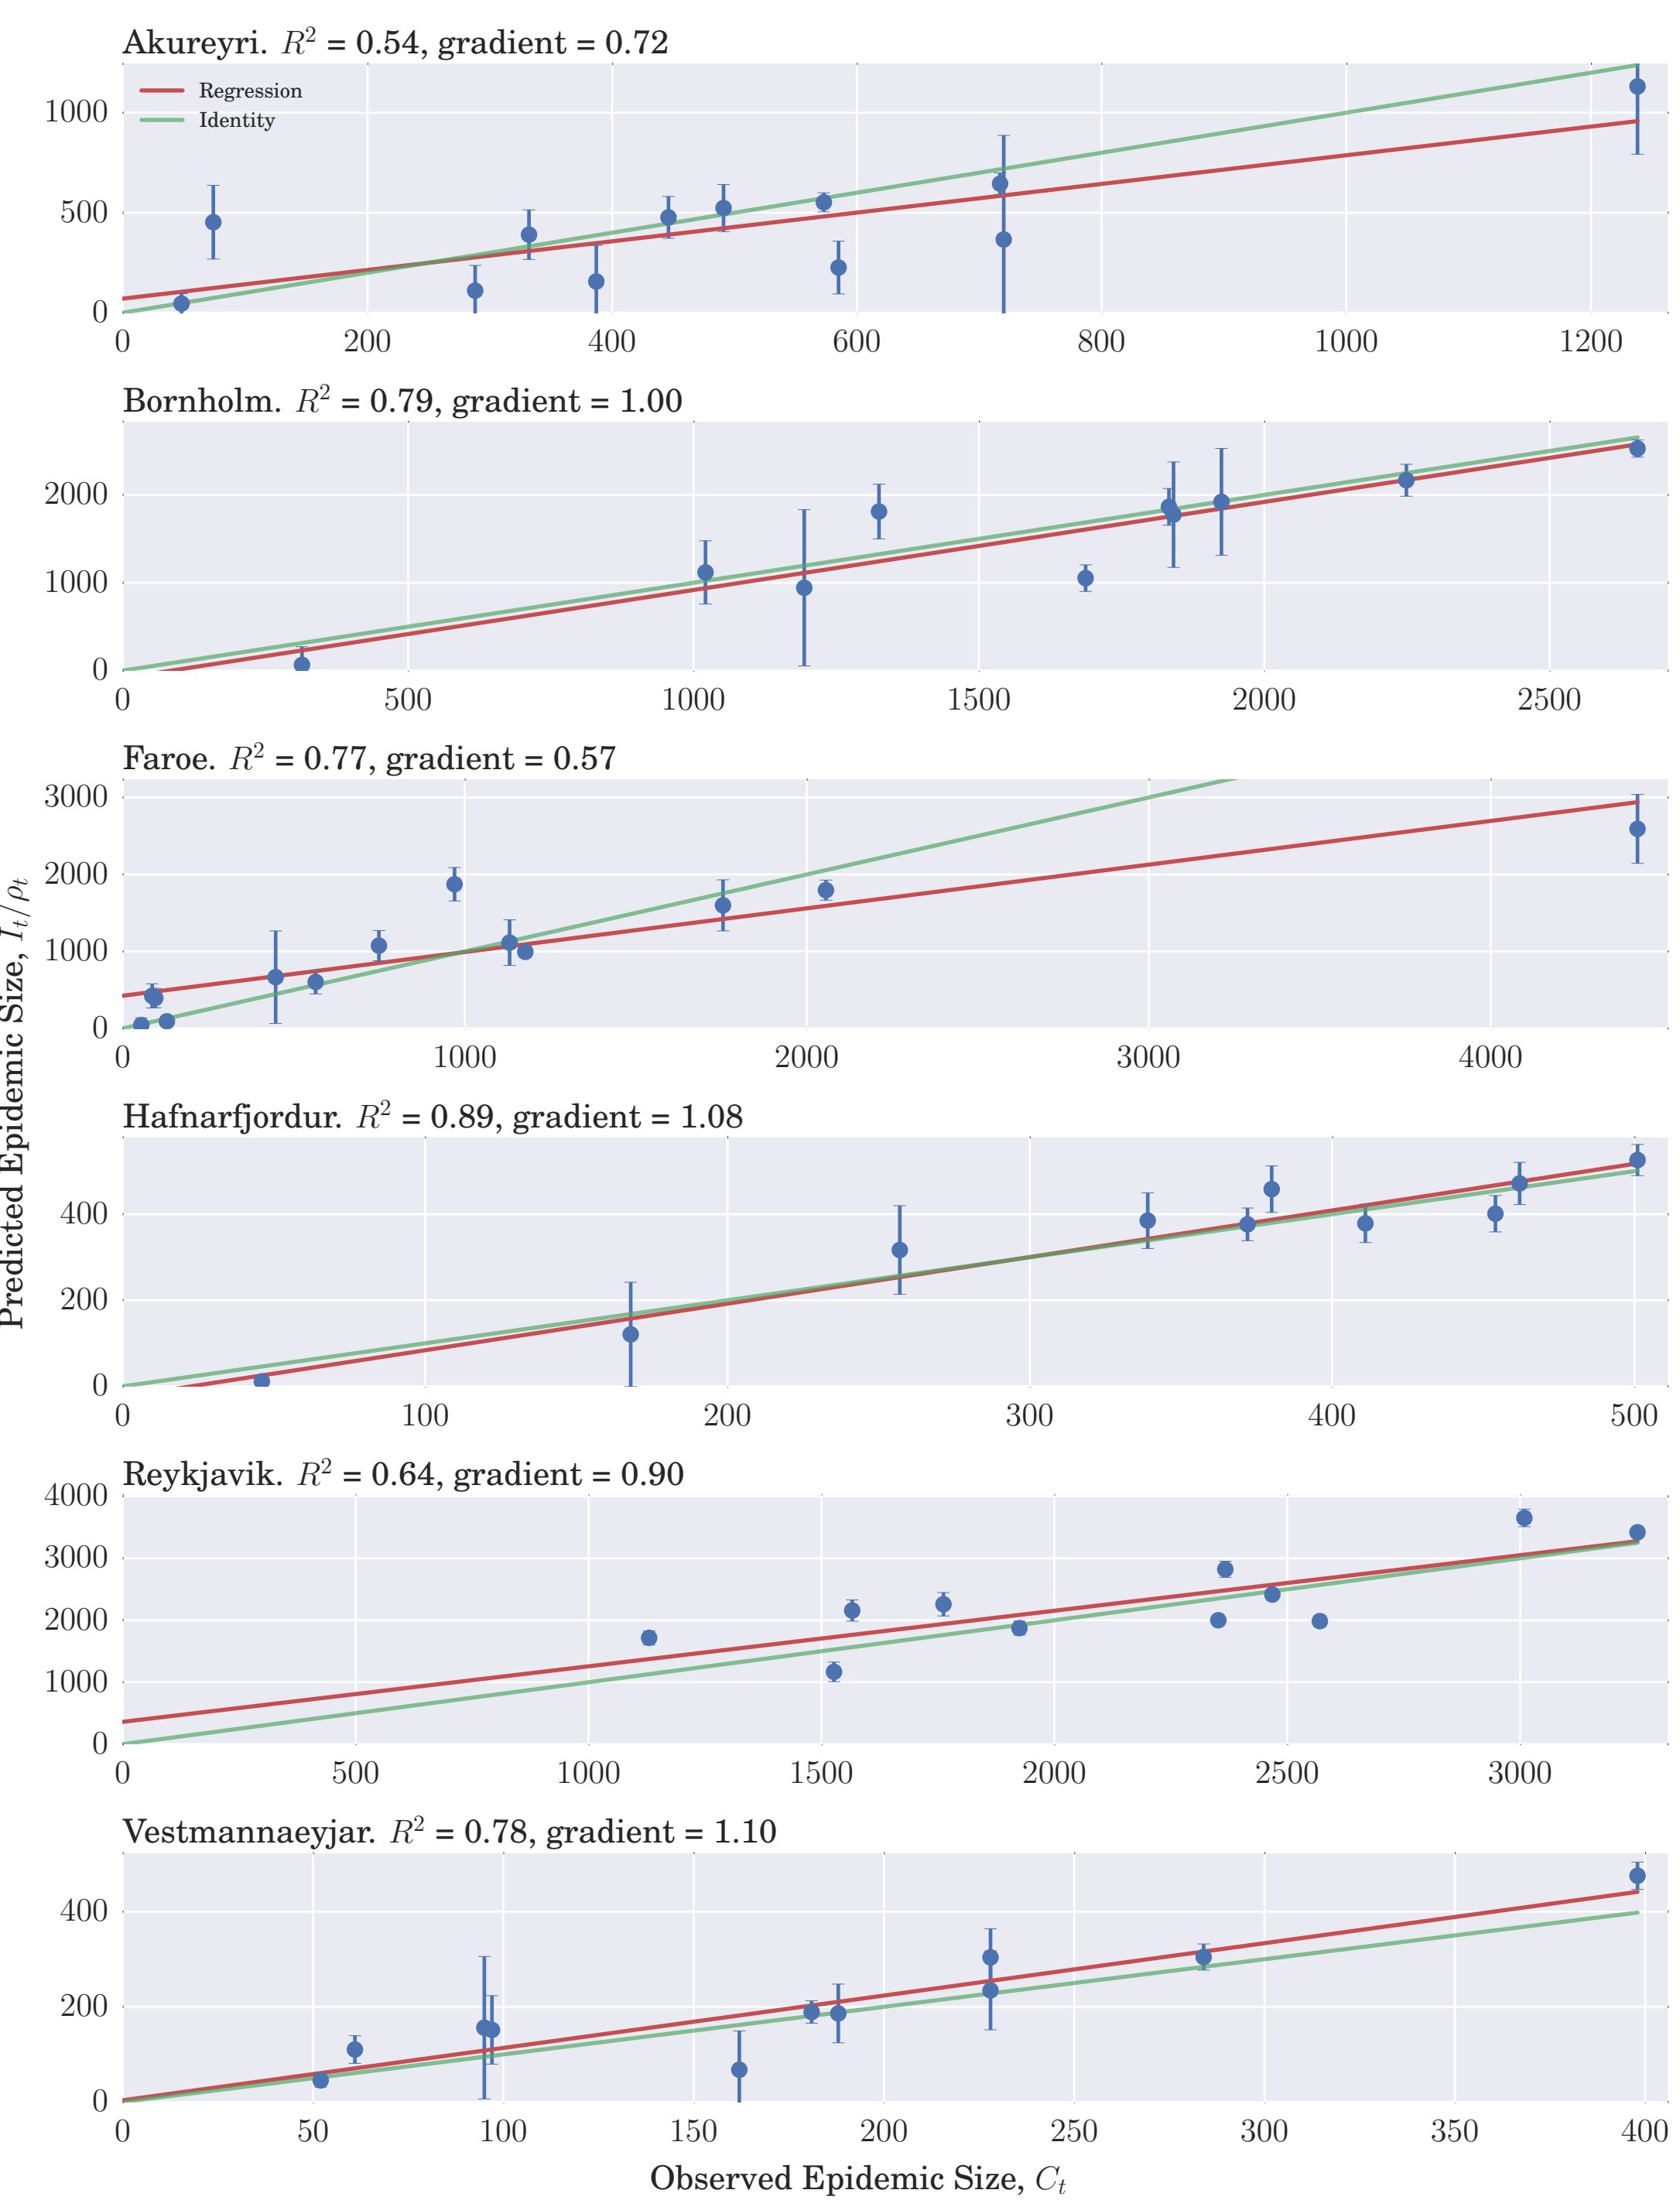 Akureyri. R² = 0.54, gradient = 0.72
Regression
Identity
1000
500
0
0 200 400 600 800 1000 1200
Bornholm. R² = 0.79, gradient = 1.00
2000
1000
0
0 500 1000 1500 2000 2500
Faroe. R² = 0.77, gradient = 0.57
3000
2000
1000
0
0 1000 2000 3000 4000
Predicted Epidemic Size, I_t/ρ_t
Hafnarfjordur. R² = 0.89, gradient = 1.08
400
200
0
0 100 200 300 400 500
Reykjavik. R² = 0.64, gradient = 0.90
4000
3000
2000
1000
0
0 500 1000 1500 2000 2500 3000
Vestmannaeyjar. R² = 0.78, gradient = 1.10
400
200
0
0 50 100 150 200 250 300 350 400
Observed Epidemic Size, C_t